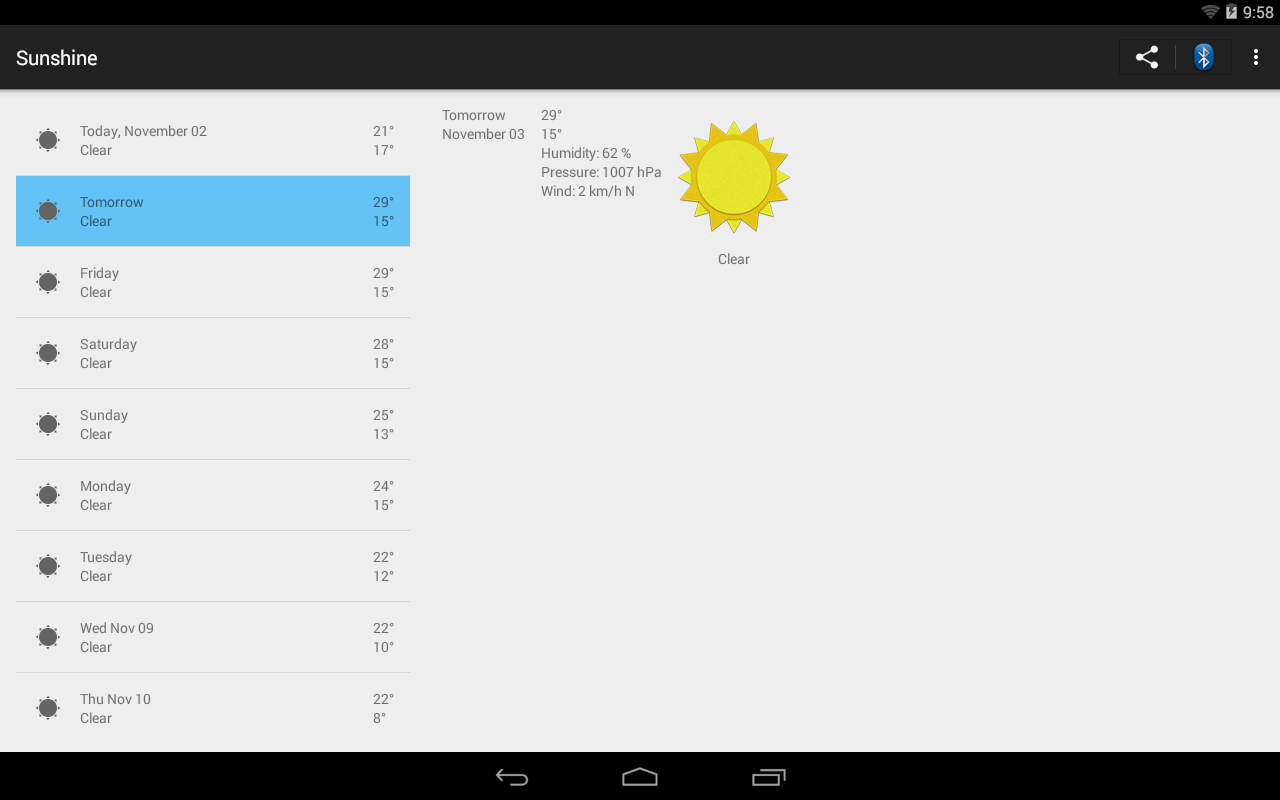 9:58
Sunshine
Today, November 02 21°
Clear 17°
Tomorrow 29°
Clear 15°
Friday 29°
Clear 15°
Saturday 28°
Clear 15°
Sunday 25°
Clear 13°
Monday 24°
Clear 15°
Tuesday 22°
Clear 12°
Wed Nov 09 22°
Clear 10°
Thu Nov 10 22°
Clear 8°
Tomorrow 29°
November 03 15°
Humidity: 62 %
Pressure: 1007 hPa
Wind: 2 km/h N
Clear